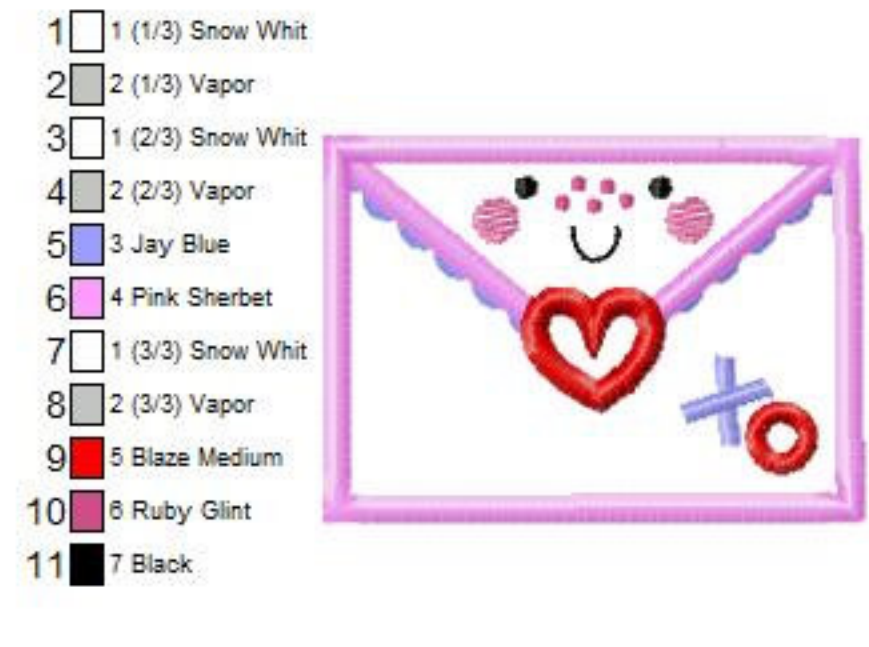 1 1 (1/3) Snow Whit
2 2 (1/3) Vapor
3 1 (2/3) Snow Whit
4 2 (2/3) Vapor
5 3 Jay Blue
6 4 Pink Sherbet
7 1 (3/3) Snow Whit
8 2 (3/3) Vapor
9 5 Blaze Medium
10 6 Ruby Glint
11 7 Black
XO